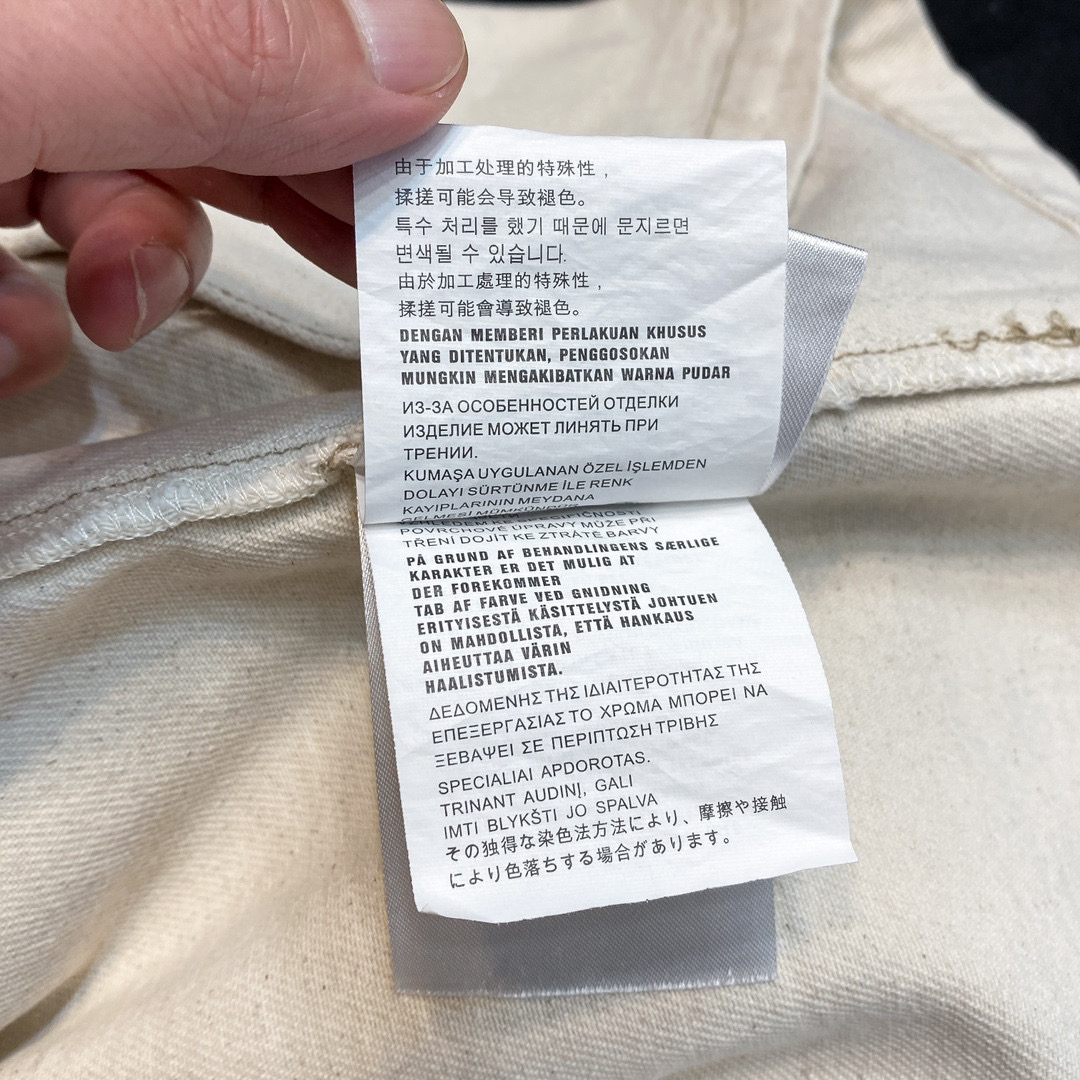 由于加工处理的特殊性，
揉搓可能会导致褪色。
특수 처리를 했기 때문에 문지르면
변색될 수 있습니다.
由於加工處理的特殊性，
揉搓可能會導致褪色。
DENGAN MEMBERI PERLAKUAN KHUSUS
YANG DITENTUKAN, PENGGOSOKAN
MUNGKIN MENGAKIBATKAN WARNA PUDAR
ИЗ-ЗА ОСОБЕННОСТЕЙ ОТДЕЛКИ
ИЗДЕЛИЕ МОЖЕТ ЛИНЯТЬ ПРИ
ТРЕНИИ.
KUMAŞA UYGULANAN ÖZEL İŞLEMDEN
DOLAYI SÜRTÜNME İLE RENK
KAYIPLARININ MEYDANA
GELMESİ MÜMKÜNDÜR
POVRCHOVÉ ÚPRAVY MŮŽE PŘI
TŘENÍ DOJÍT KE ZTRÁTĚ BARVY
PÅ GRUND AF BEHANDLINGENS SÆRLIGE
KARAKTER ER DET MULIG AT
DER FOREKOMMER
TAB AF FARVE VED GNIDNING
ERITYISESTÄ KÄSITTELYSTÄ JOHTUEN
ON MAHDOLLISTA, ETTÄ HANKAUS
AIHEUTTAA VÄRIN
HAALISTUMISTA.
ΔΕΔΟΜΕΝΗΣ ΤΗΣ ΙΔΙΑΙΤΕΡΟΤΗΤΑΣ ΤΗΣ
ΕΠΕΞΕΡΓΑΣΙΑΣ ΤΟ ΧΡΩΜΑ ΜΠΟΡΕΙ ΝΑ
ΞΕΒΑΨΕΙ ΣΕ ΠΕΡΙΠΤΩΣΗ ΤΡΙΒΗΣ
SPECIALIAI APDOROTAS.
TRINANT AUDINĮ, GALI
IMTI BLYKŠTI JO SPALVA
その独得な染色法方法により、摩擦や接触
により色落ちする場合があります。